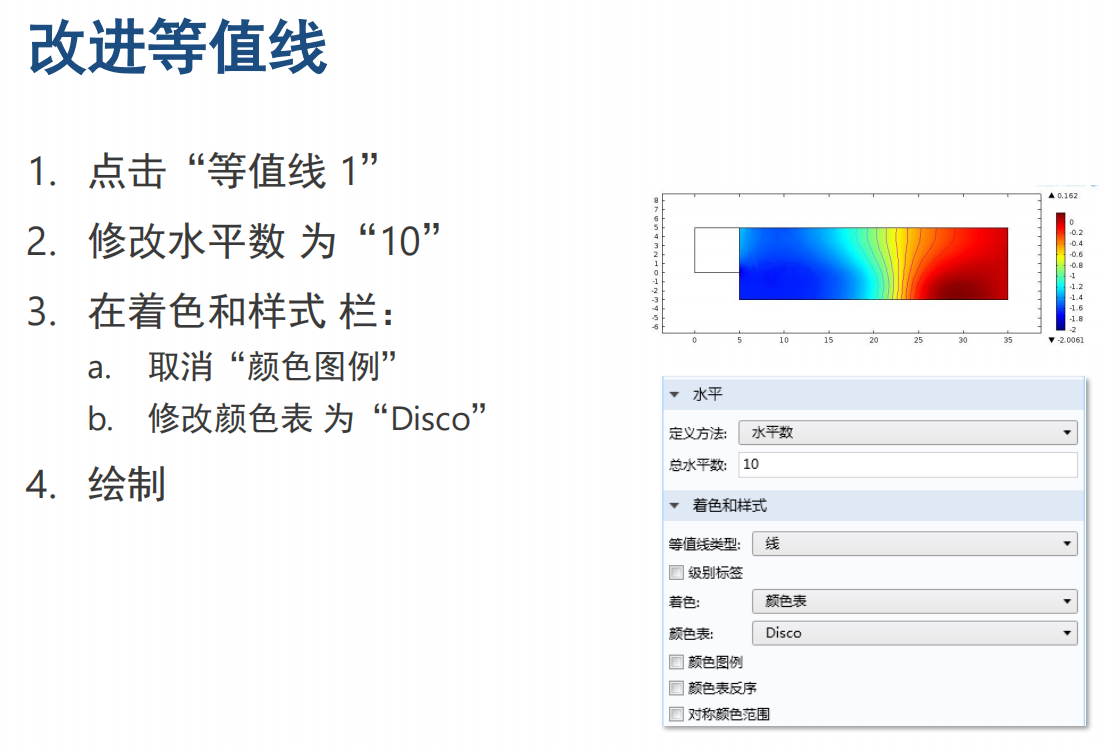 改进等值线
1. 点击“等值线 1”
2. 修改水平数 为“10”
3. 在着色和样式 栏：
a. 取消“颜色图例”
b. 修改颜色表 为“Disco”
4. 绘制
▲ 0.162
8
7
6
5
4
3
2
1
0
-1
-2
-3
-4
-5
-6
0 5 10 15 20 25 30 35
0
-0.2
-0.4
-0.6
-0.8
-1
-1.2
-1.4
-1.6
-1.8
-2
▼ -2.0061
水平
定义方法: 水平数
总水平数: 10
着色和样式
等值线类型: 线
级别标签
着色: 颜色表
颜色表: Disco
颜色图例
颜色表反序
对称颜色范围